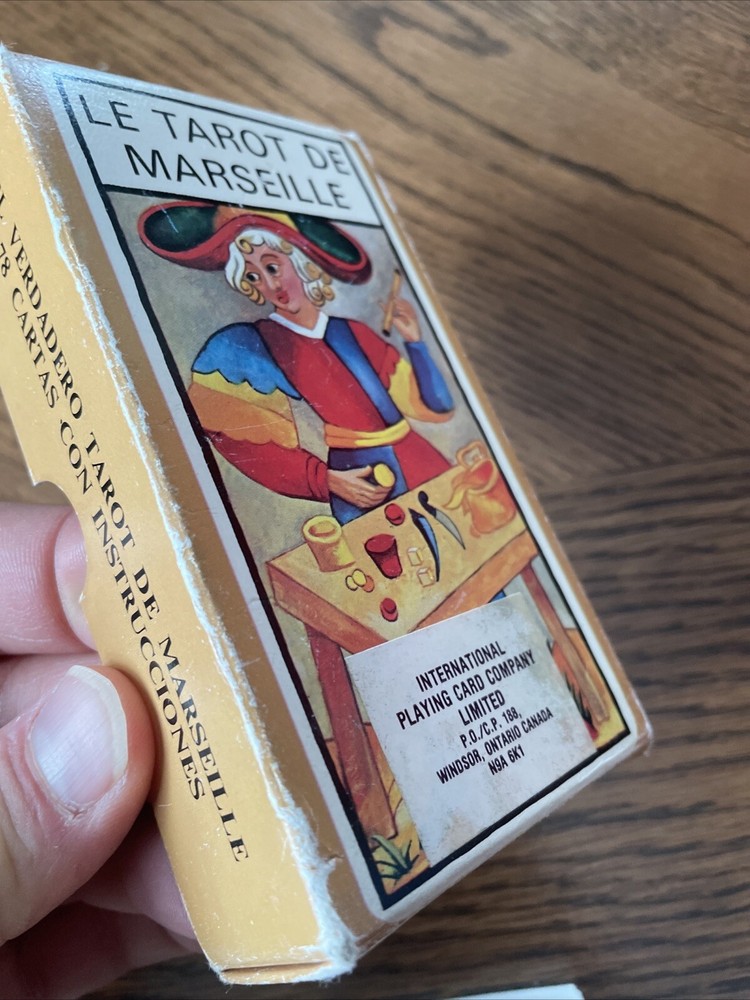 LE TAROT DE
MARSEILLE
INTERNATIONAL
PLAYING CARD COMPANY
LIMITED
P.O./C.P. 188,
WINDSOR, ONTARIO CANADA
N9A 6K1
EL VERDADERO TAROT DE MARSEILLE
78 CARTAS CON INSTRUCCIONES